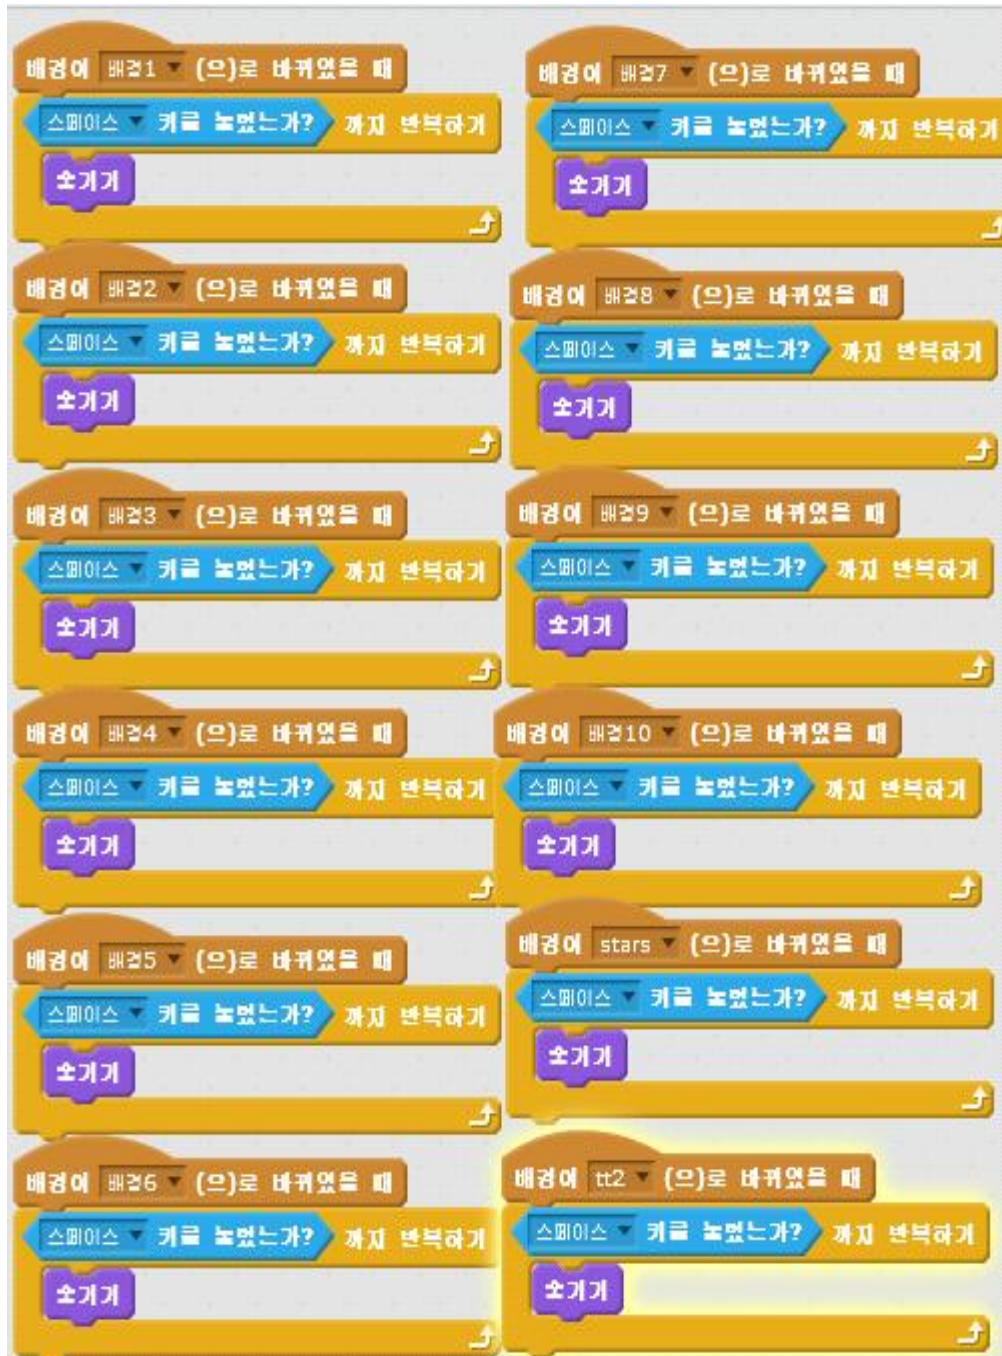 배경이 배경1 (으)로 바뀌었을 때
스페이스 키를 눌렀는가? 까지 반복하기
숨기기
배경이 배경2 (으)로 바뀌었을 때
스페이스 키를 눌렀는가? 까지 반복하기
숨기기
배경이 배경3 (으)로 바뀌었을 때
스페이스 키를 눌렀는가? 까지 반복하기
숨기기
배경이 배경4 (으)로 바뀌었을 때
스페이스 키를 눌렀는가? 까지 반복하기
숨기기
배경이 배경5 (으)로 바뀌었을 때
스페이스 키를 눌렀는가? 까지 반복하기
숨기기
배경이 배경6 (으)로 바뀌었을 때
스페이스 키를 눌렀는가? 까지 반복하기
숨기기
배경이 배경7 (으)로 바뀌었을 때
스페이스 키를 눌렀는가? 까지 반복하기
숨기기
배경이 배경8 (으)로 바뀌었을 때
스페이스 키를 눌렀는가? 까지 반복하기
숨기기
배경이 배경9 (으)로 바뀌었을 때
스페이스 키를 눌렀는가? 까지 반복하기
숨기기
배경이 배경10 (으)로 바뀌었을 때
스페이스 키를 눌렀는가? 까지 반복하기
숨기기
배경이 stars (으)로 바뀌었을 때
스페이스 키를 눌렀는가? 까지 반복하기
숨기기
배경이 tt2 (으)로 바뀌었을 때
스페이스 키를 눌렀는가? 까지 반복하기
숨기기